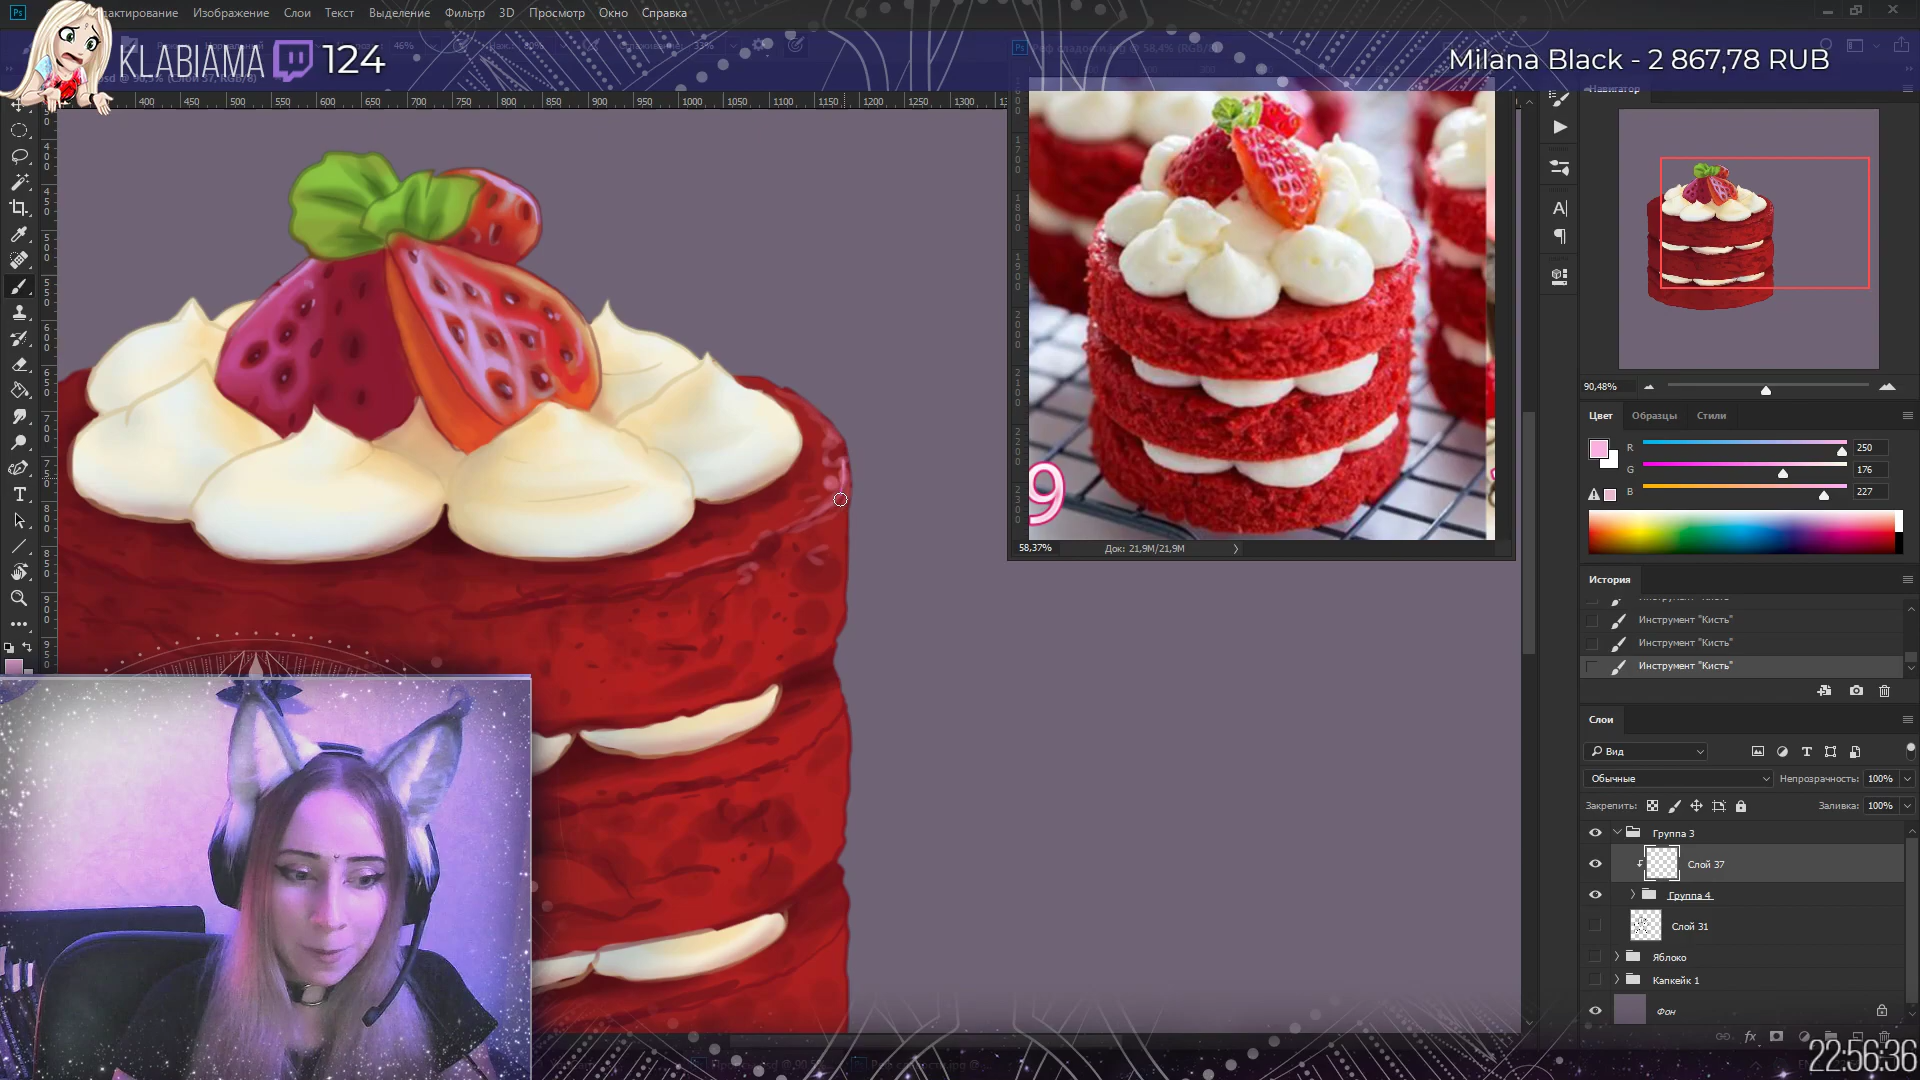 Ps
Изображение
Слои
Текст
Выделение
Фильтр
3D
Просмотр
Окно
Справка
KLABIAMA 124
Milana Black - 2 867,78 RUB
Навигатор
400 450 500 550 600 650 700 750 800 850 900 950 1000 1050 1100 1150 1200 1250 1300
9
58,37%
Док: 21,9M/21,9M
90,48%
Цвет
Образцы
Стили
R 250
G 176
B 227
История
Инструмент "Кисть"
Инструмент "Кисть"
Инструмент "Кисть"
Слои
Вид
Обычные
Непрозрачность: 100%
Закрепить:
Заливка: 100%
Группа 3
Слой 37
Группа 4
Слой 31
Яблоко
Капкейк 1
Фон
fx
22:56:36